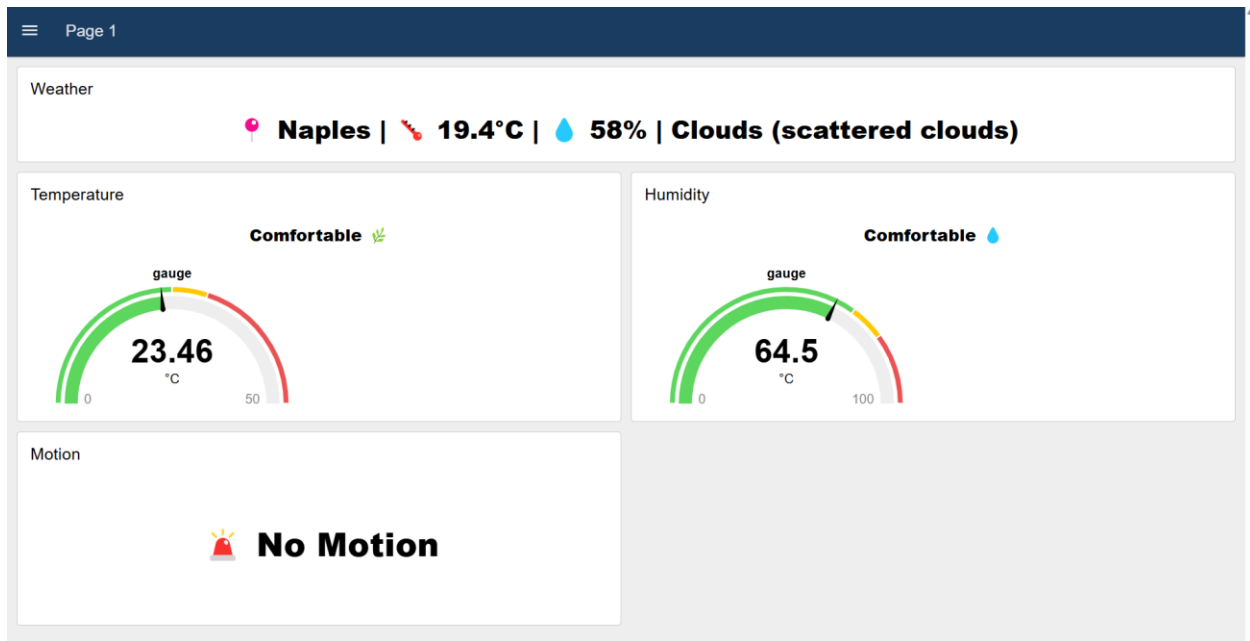 Page 1
Weather
📍 Naples | 🌡️ 19.4°C | 💧 58% | Clouds (scattered clouds)
Temperature
Comfortable 🌿
gauge
23.46
°C
0
50
Humidity
Comfortable 💧
gauge
64.5
°C
0
100
Motion
🚨 No Motion